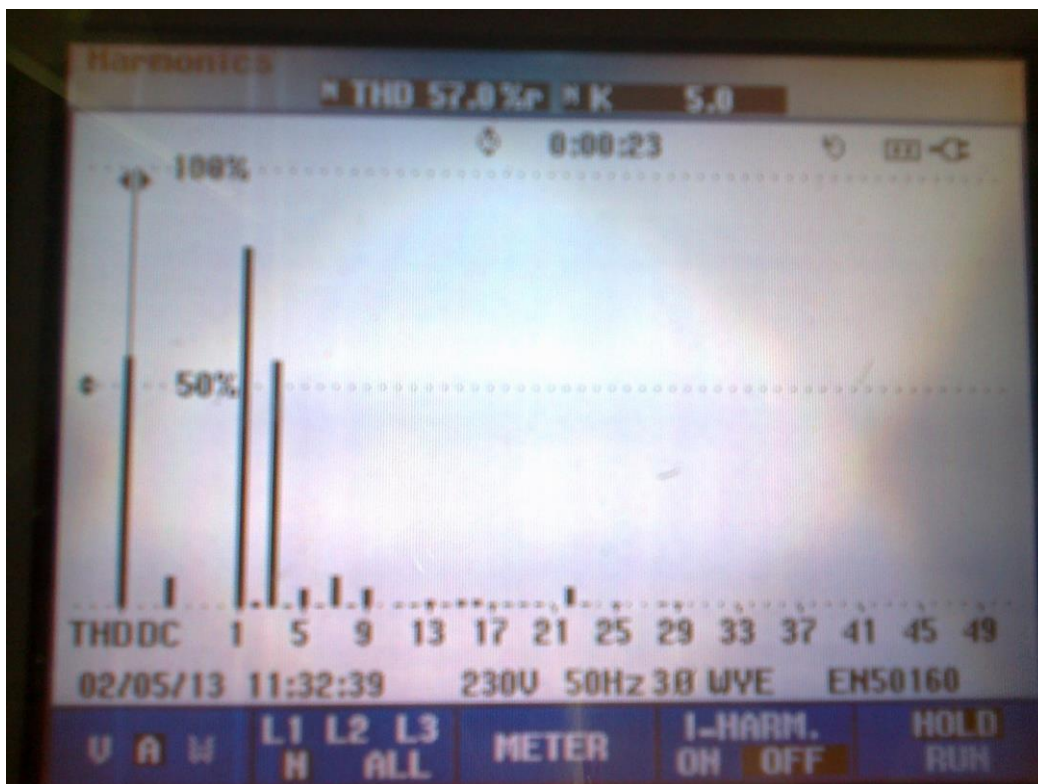 Harmonics
N THD 57.0%r N K 5.0
0:00:23
100%
50%
THD DC 1 5 9 13 17 21 25 29 33 37 41 45 49
02/05/13 11:32:39 230V 50Hz 3Ø WYE EN50160
V A W L1 L2 L3 N ALL METER I-HARM. ON OFF HOLD RUN